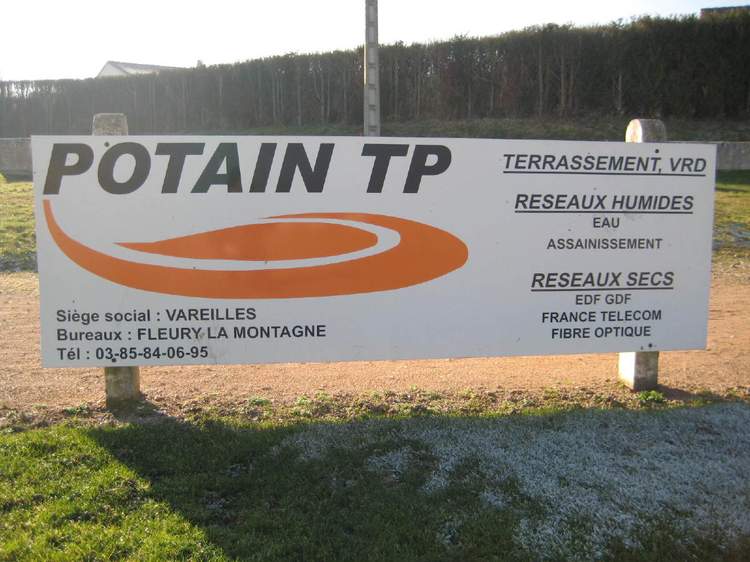 POTAIN TP
Siège social : VAREILLES
Bureaux : FLEURY LA MONTAGNE
Tél : 03-85-84-06-95
TERRASSEMENT, VRD
RESEAUX HUMIDES
EAU
ASSAINISSEMENT
RESEAUX SECS
EDF GDF
FRANCE TELECOM
FIBRE OPTIQUE